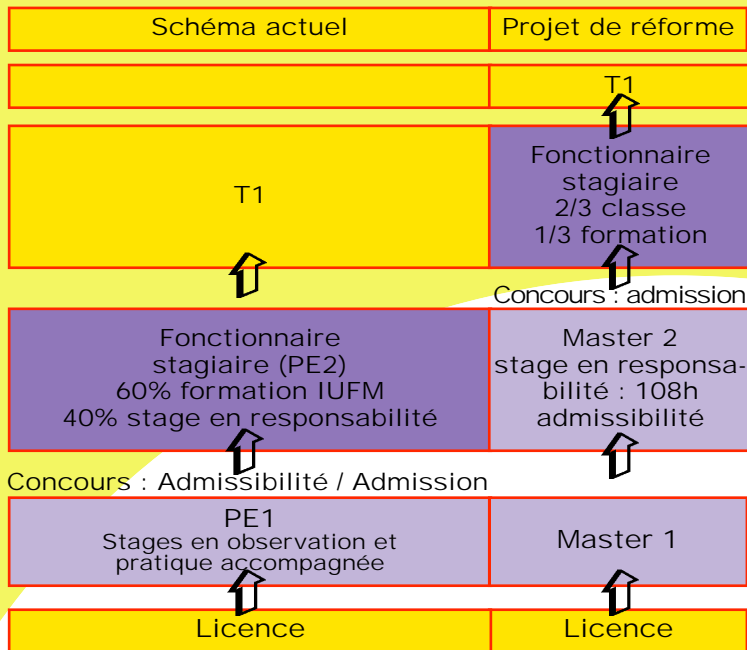 Schéma actuel
Projet de réforme
T1
T1
Fonctionnaire
stagiaire
2/3 classe
1/3 formation
Concours : admission
Fonctionnaire
stagiaire (PE2)
60% formation IUFM
40% stage en responsabilité
Master 2
stage en responsa-
bilité : 108h
admissibilité
Concours : Admissibilité / Admission
PE1
Stages en observation et
pratique accompagnée
Master 1
Licence
Licence